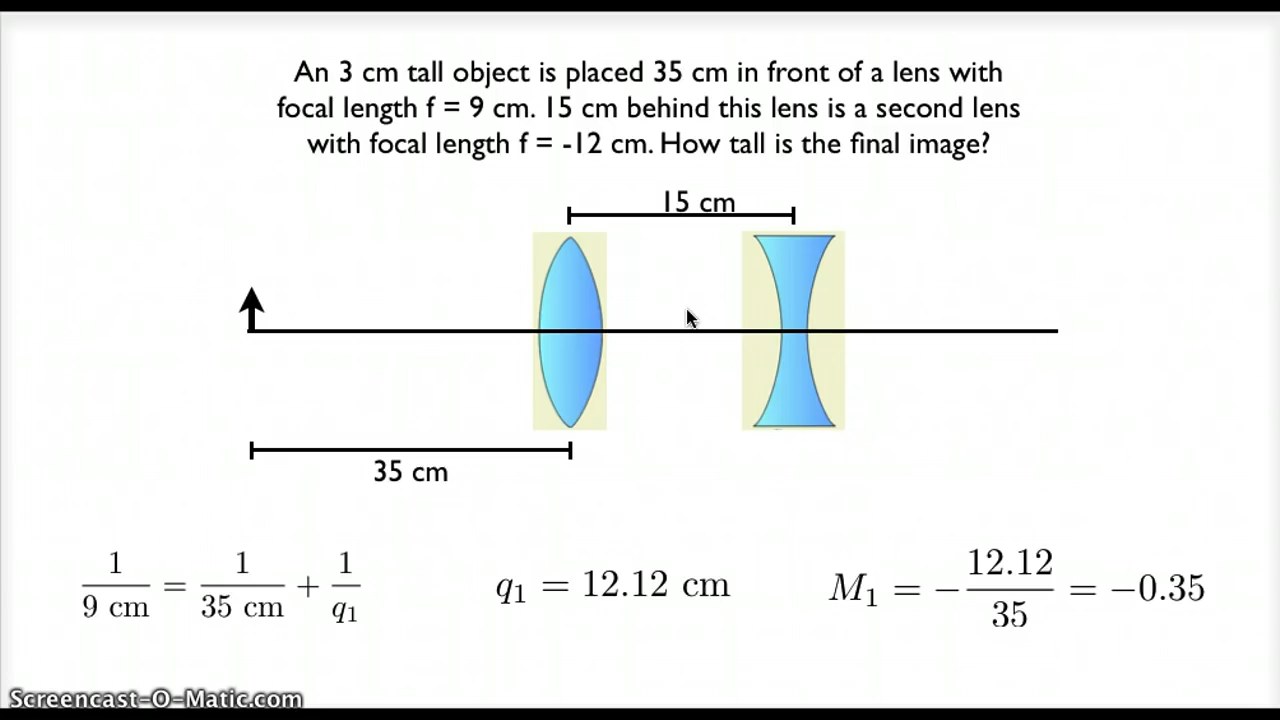 An 3 cm tall object is placed 35 cm in front of a lens with
focal length f = 9 cm. 15 cm behind this lens is a second lens
with focal length f = -12 cm. How tall is the final image?
15 cm
35 cm
1/9 cm = 1/35 cm + 1/q₁
q₁ = 12.12 cm
M₁ = −12.12/35 = −0.35
Screencast-O-Matic.com